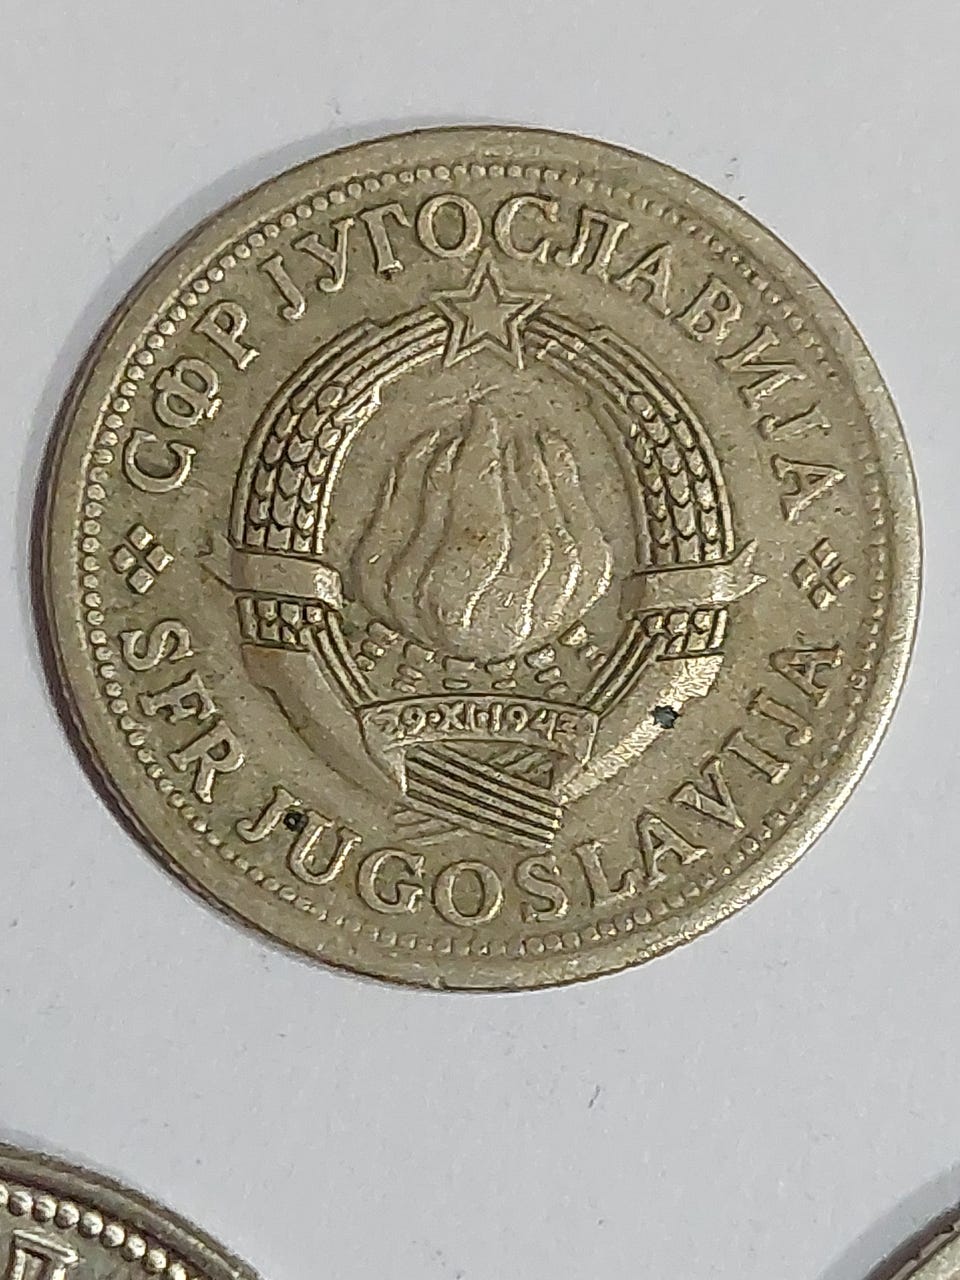 СФР ЈУГОСЛАВИЈА
SFR JUGOSLAVIJA
29·XI·1943